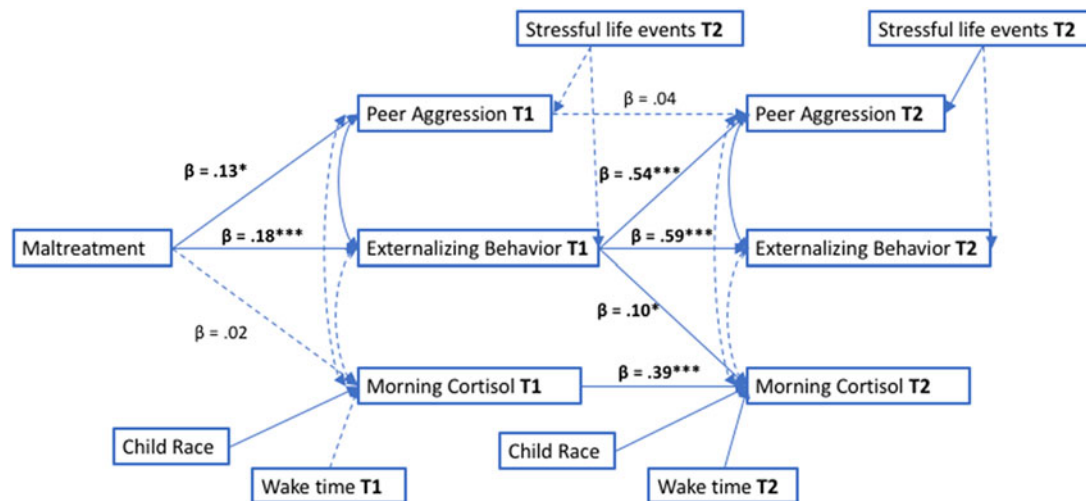 Stressful life events T2
Stressful life events T2
Peer Aggression T1
β = .04
Peer Aggression T2
β = .13*
β = .54***
Maltreatment
β = .18***
Externalizing Behavior T1
β = .59***
Externalizing Behavior T2
β = .02
β = .10*
Morning Cortisol T1
β = .39***
Morning Cortisol T2
Child Race
Child Race
Wake time T1
Wake time T2